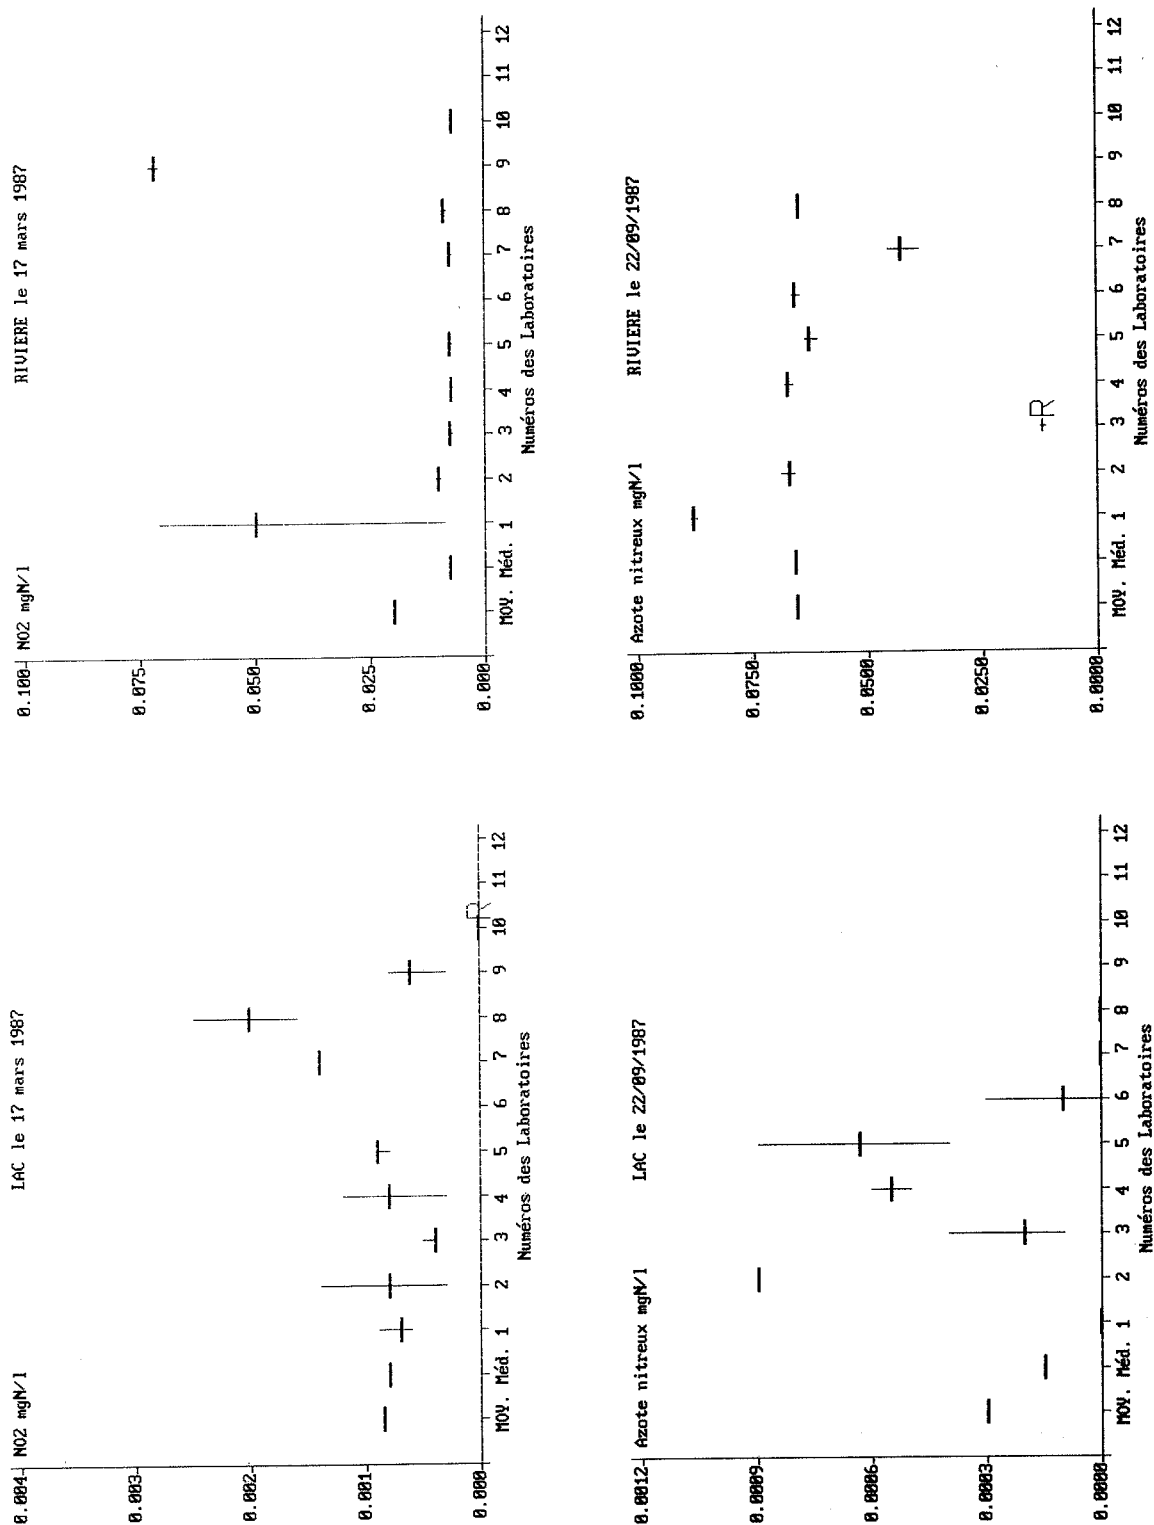 NO2 mgN/l
LAC le 17 mars 1987
0.004
0.003
0.002
0.001
0.000
R
MOY. Méd. 1 2 3 4 5 6 7 8 9 10 11 12
Numéros des Laboratoires
NO2 mgN/l
RIVIERE le 17 mars 1987
0.100
0.075
0.050
0.025
0.000
MOY. Méd. 1 2 3 4 5 6 7 8 9 10 11 12
Numéros des Laboratoires
Azote nitreux mgN/l
LAC le 22/09/1987
0.0012
0.0009
0.0006
0.0003
0.0000
MOY. Méd. 1 2 3 4 5 6 7 8 9 10 11 12
Numéros des Laboratoires
Azote nitreux mgN/l
RIVIERE le 22/09/1987
0.1000
0.0750
0.0500
0.0250
0.0000
R
MOY. Méd. 1 2 3 4 5 6 7 8 9 10 11 12
Numéros des Laboratoires